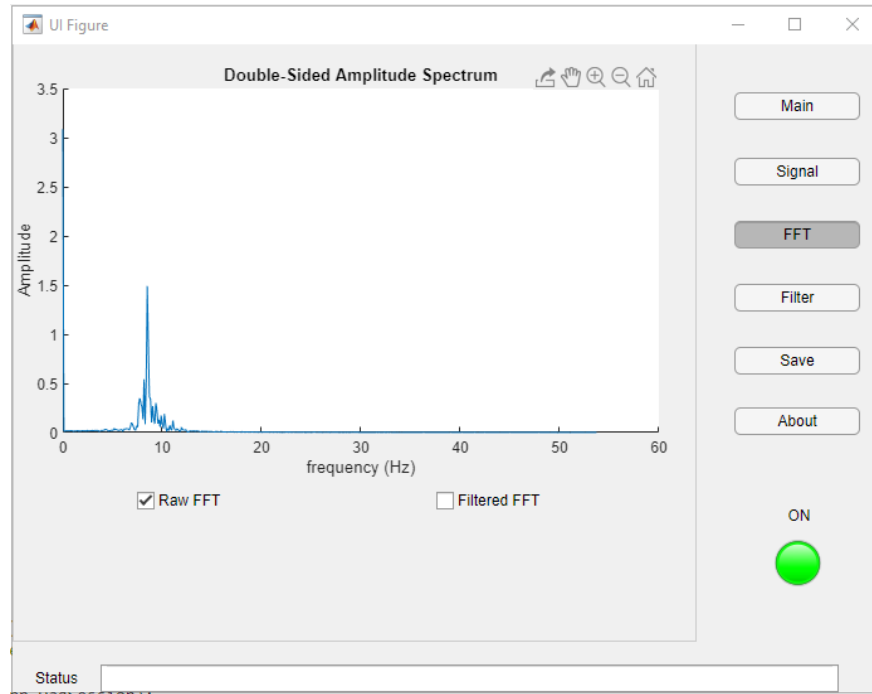 UI Figure
Double-Sided Amplitude Spectrum
Main
Signal
FFT
Filter
Save
About
ON
Amplitude
3.5
3
2.5
2
1.5
1
0.5
0
0 10 20 30 40 50 60
frequency (Hz)
Raw FFT Filtered FFT
Status